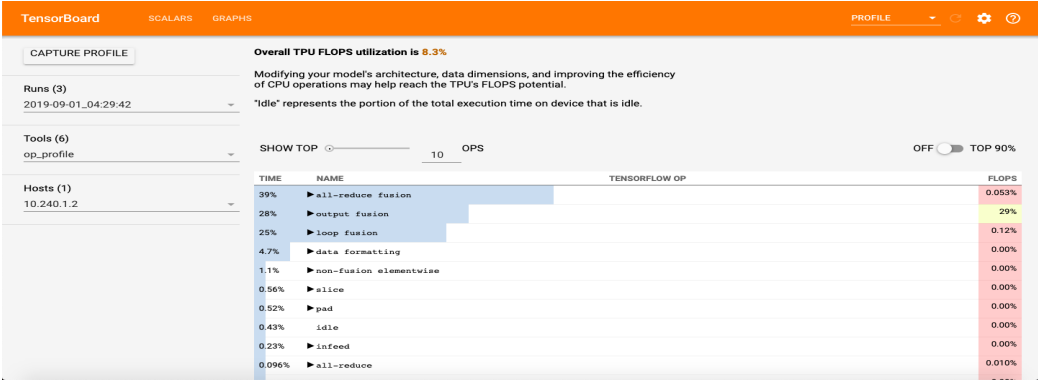 TensorBoard SCALARS GRAPHS PROFILE
CAPTURE PROFILE
Runs (3)
2019-09-01_04:29:42
Tools (6)
op_profile
Hosts (1)
10.240.1.2
Overall TPU FLOPS utilization is 8.3%
Modifying your model's architecture, data dimensions, and improving the efficiency
of CPU operations may help reach the TPU's FLOPS potential.
"Idle" represents the portion of the total execution time on device that is idle.
SHOW TOP 10 OPS OFF TOP 90%
TIME NAME TENSORFLOW OP FLOPS
39% all-reduce fusion 0.053%
28% output fusion 29%
25% loop fusion 0.12%
4.7% data formatting 0.00%
1.1% non-fusion elementwise 0.00%
0.56% slice 0.00%
0.52% pad 0.00%
0.43% idle 0.00%
0.23% infeed 0.00%
0.096% all-reduce 0.010%